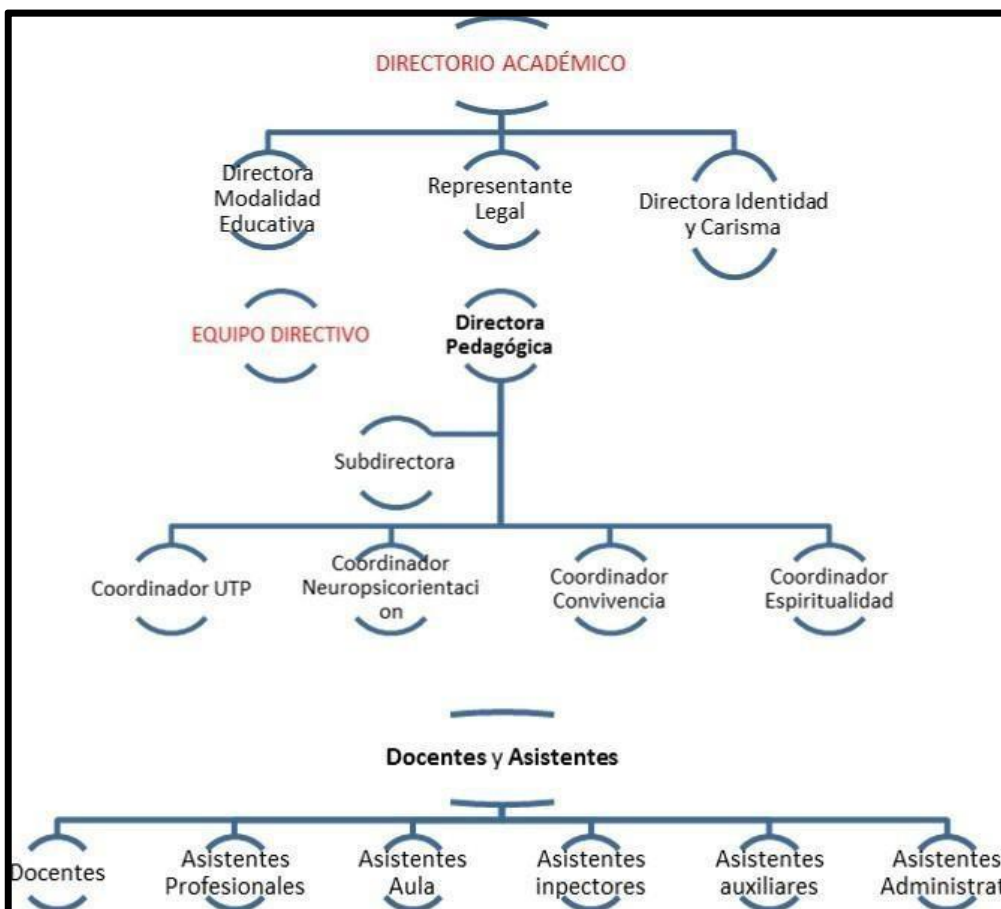 DIRECTORIO ACADÉMICO
Directora
Modalidad
Educativa
Representante
Legal
Directora Identidad
y Carisma
EQUIPO DIRECTIVO
Directora
Pedagógica
Subdirectora
Coordinador UTP
Coordinador
Neuropsicorientaci
on
Coordinador
Convivencia
Coordinador
Espiritualidad
Docentes y Asistentes
Docentes
Asistentes
Profesionales
Asistentes
Aula
Asistentes
inpectores
Asistentes
auxiliares
Asistentes
Administrat